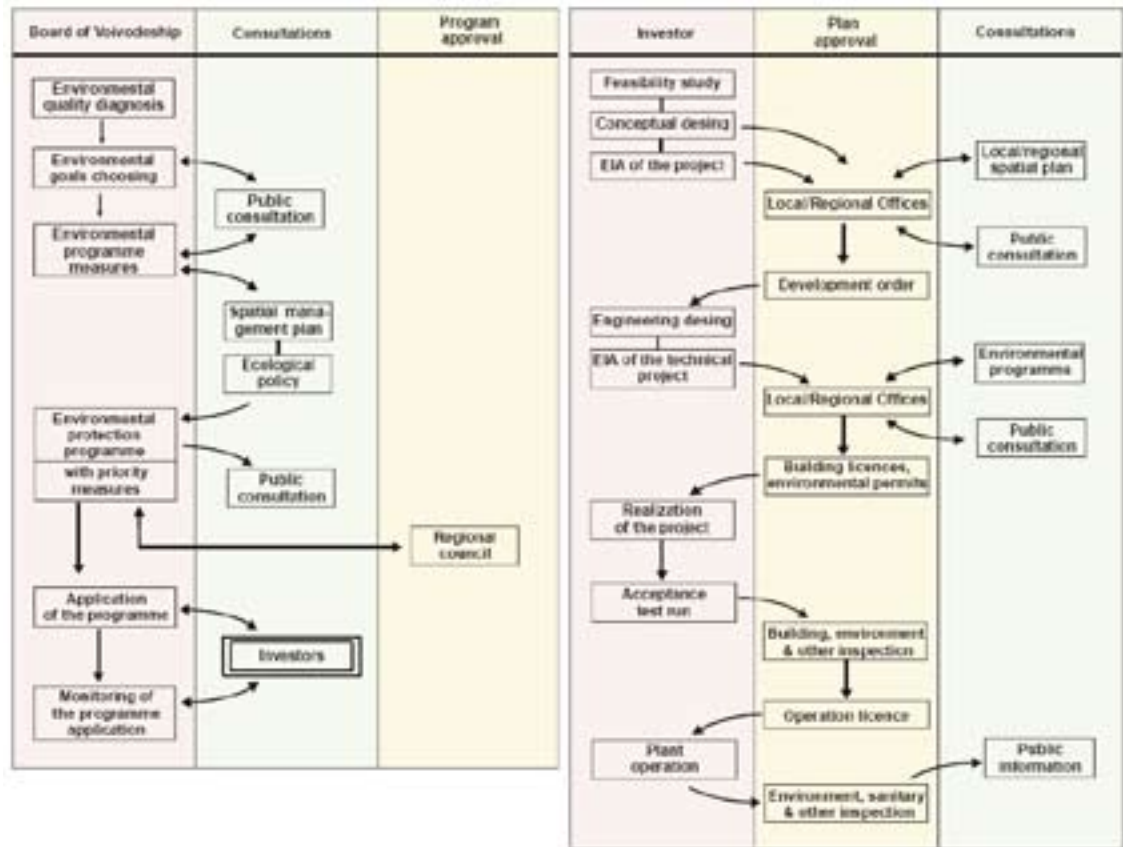 Board of Voivodeship
Consultations
Program
approval
Environmental
quality diagnosis
Environmental
goals choosing
Public
consultation
Environmental
programme
measures
Spatial mana-
gement plan
Ecological
policy
Environmental
protection
programme
with priority
measures
Public
consultation
Regional
council
Application
of the programme
Investors
Monitoring of
the programme
application
Investor
Plan
approval
Consultations
Feasibility study
Conceptual desing
EIA of the project
Local/regional
spatial plan
Local/Regional Offices
Public
consultation
Development order
Engineering desing
EIA of the technical
project
Environmental
programme
Local/Regional Offices
Public
consultation
Building licences,
environmental permits
Realization
of the project
Acceptance
test run
Building, environment
& other inspection
Operation licence
Plant
operation
Public
information
Environment, sanitary
& other inspection